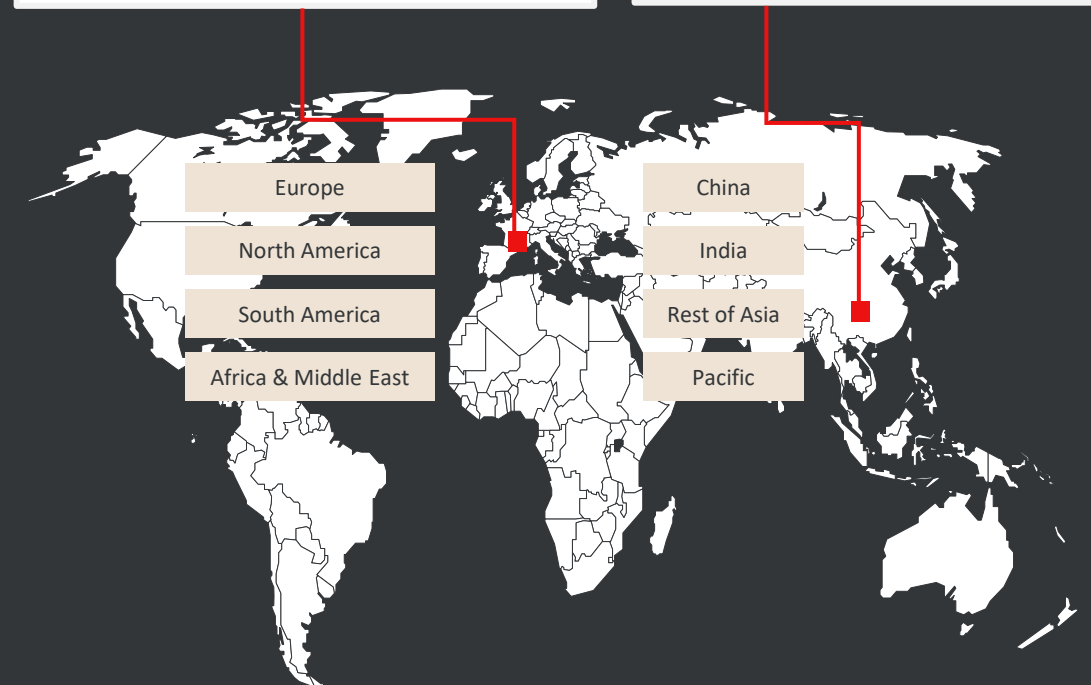 Europe
North America
South America
Africa & Middle East
China
India
Rest of Asia
Pacific